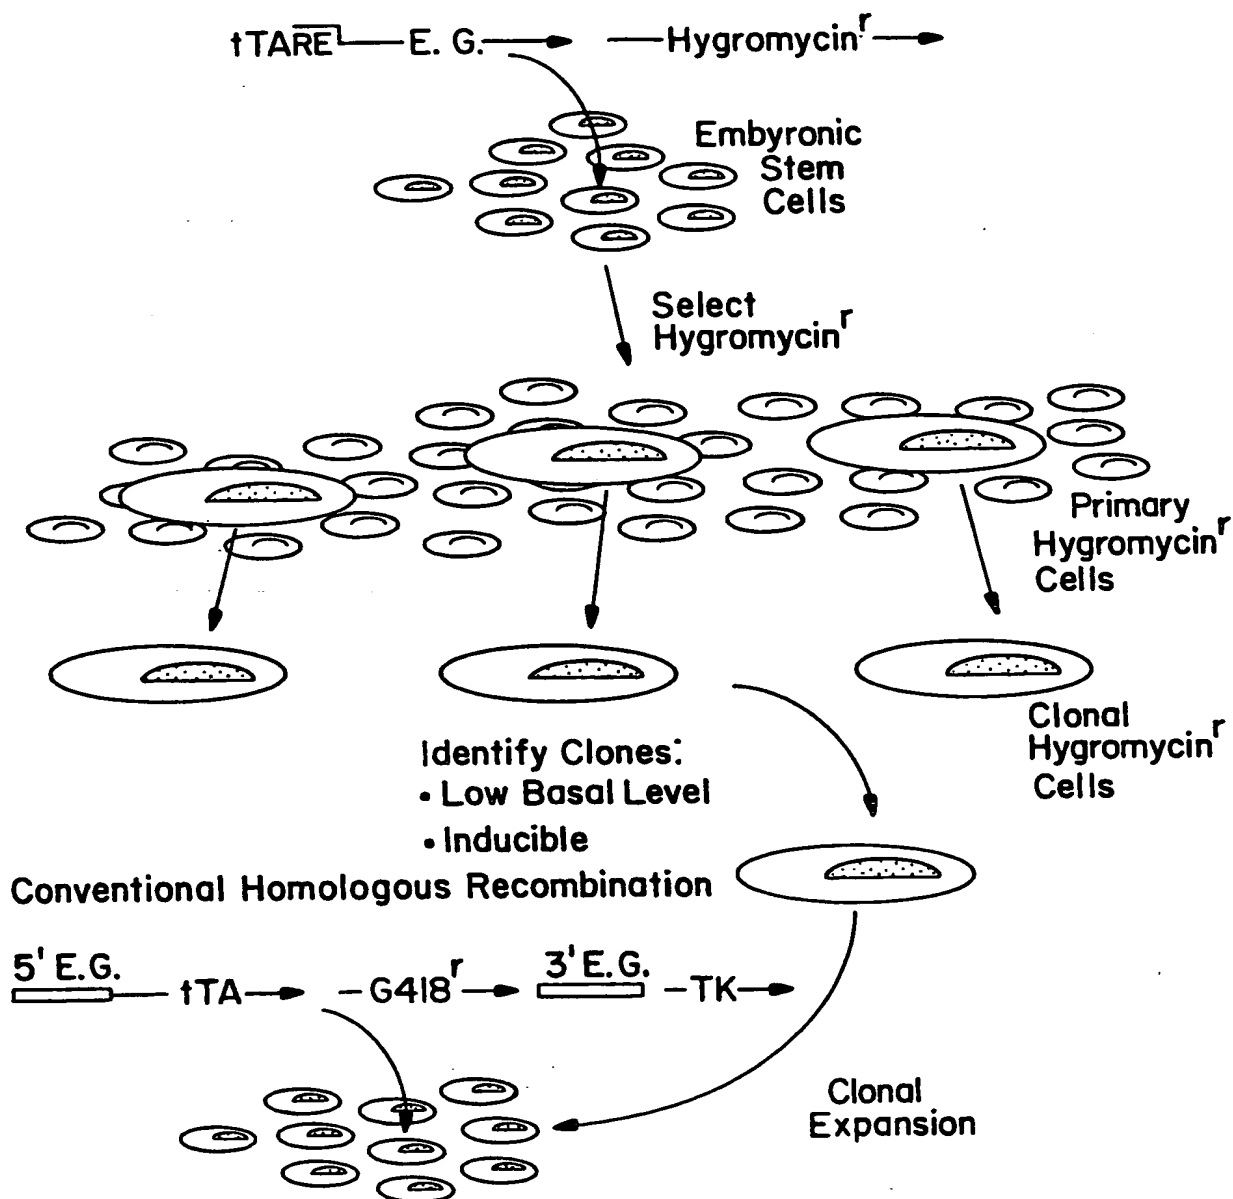 tTARE E. G. Hygromycin^r
Embyronic
Stem
Cells
Select
Hygromycin^r
Primary
Hygromycin^r
Cells
Clonal
Hygromycin^r
Cells
Identify Clones:
• Low Basal Level
• Inducible
Conventional Homologous Recombination
5' E.G. tTA G418^r 3' E.G. TK
Clonal
Expansion